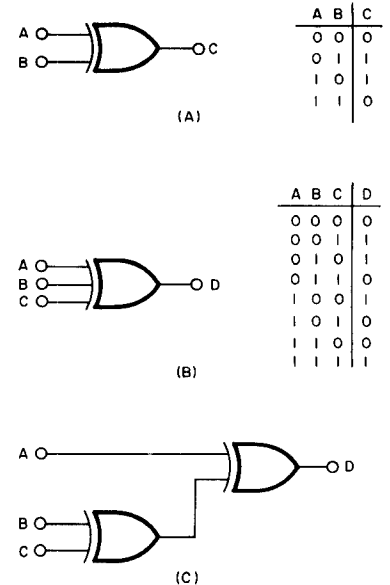 A B C
0 0 0
0 1 1
1 0 1
1 1 0
A
B
C
(A)
A B C D
0 0 0 0
0 0 1 1
0 1 0 1
0 1 1 0
1 0 0 1
1 0 1 0
1 1 0 0
1 1 1 1
A
B
C
D
(B)
A
D
B
C
(C)